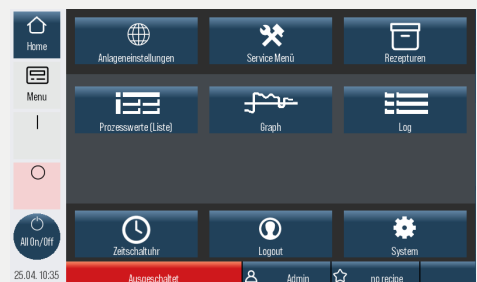 Home
Anlageneinstellungen
Service Menü
Rezepturen
Menu
Prozesswerte (Liste)
Graph
Log
All On/Off
Zeitschaltuhr
Logout
System
25.04. 10:35
Ausgeschaltet
Admin
no recipe